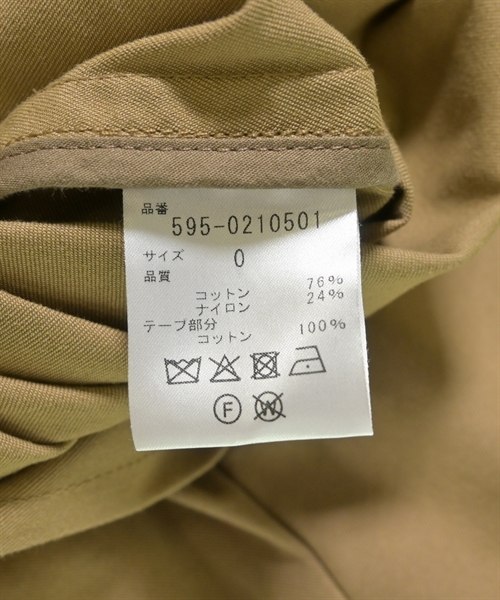 品番
595-0210501
サイズ 0
品質
コットン 76%
ナイロン 24%
テープ部分
コットン 100%
F W